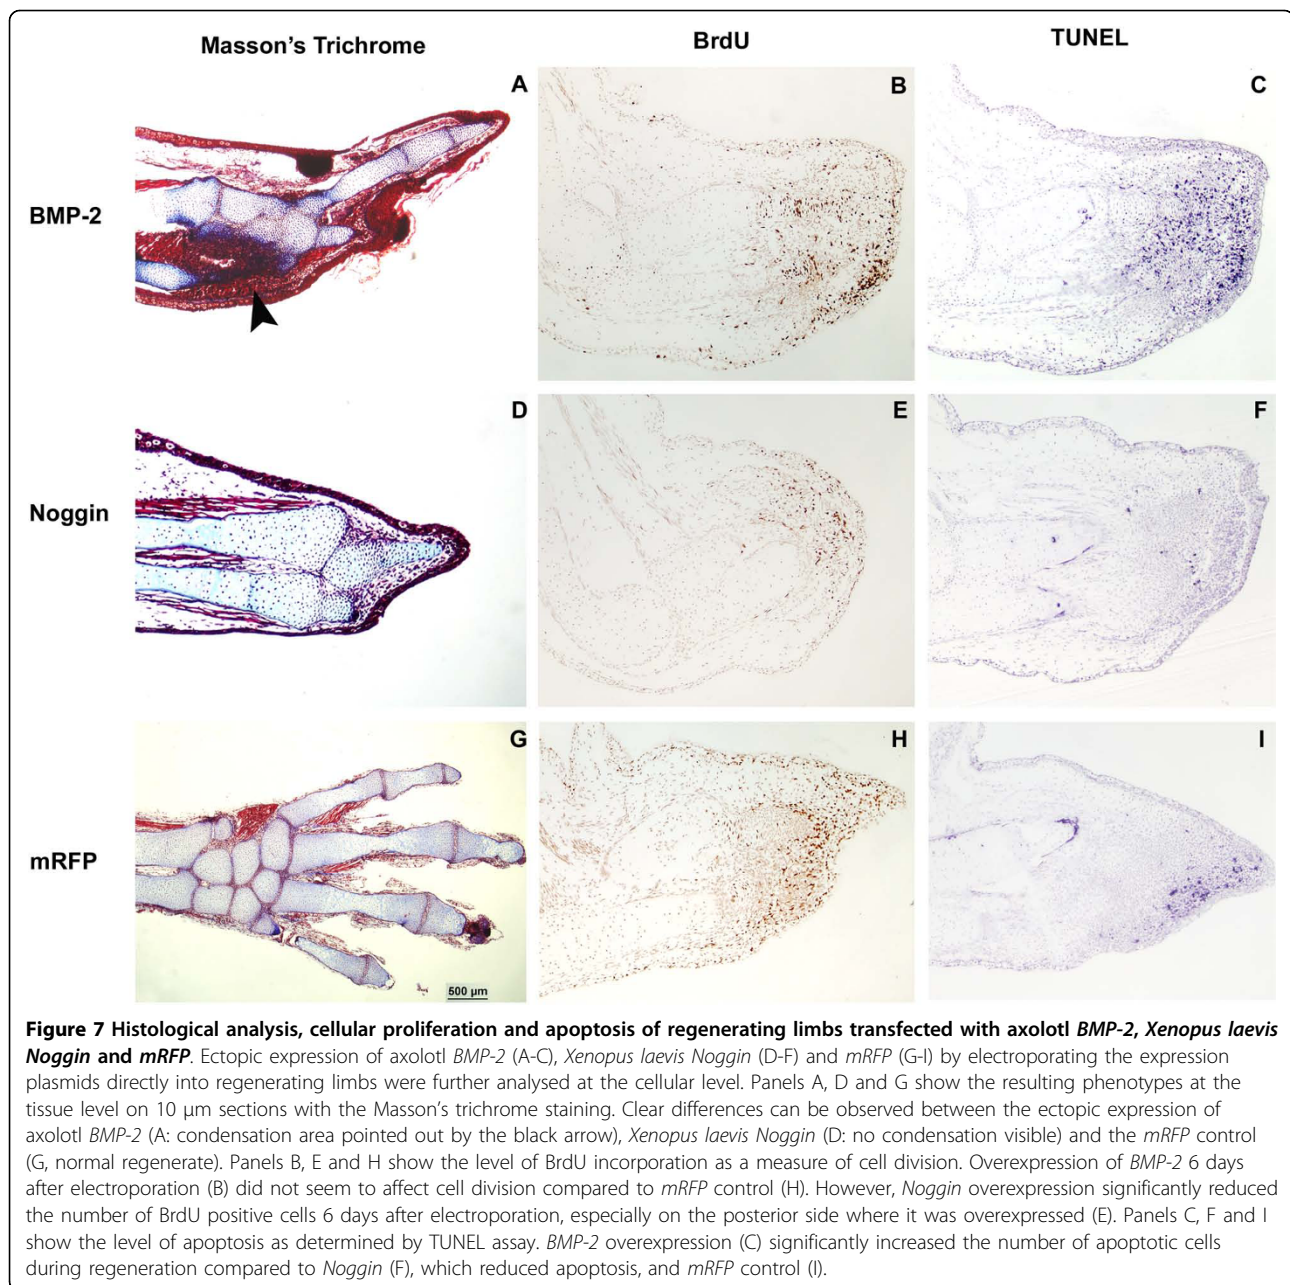 Masson's Trichrome
BrdU
TUNEL
A
B
C
BMP-2
D
E
F
Noggin
G
H
I
mRFP
500 µm
Figure 7 Histological analysis, cellular proliferation and apoptosis of regenerating limbs transfected with axolotl BMP-2, Xenopus laevis
Noggin and mRFP. Ectopic expression of axolotl BMP-2 (A-C), Xenopus laevis Noggin (D-F) and mRFP (G-I) by electroporating the expression
plasmids directly into regenerating limbs were further analysed at the cellular level. Panels A, D and G show the resulting phenotypes at the
tissue level on 10 µm sections with the Masson's trichrome staining. Clear differences can be observed between the ectopic expression of
axolotl BMP-2 (A: condensation area pointed out by the black arrow), Xenopus laevis Noggin (D: no condensation visible) and the mRFP control
(G, normal regenerate). Panels B, E and H show the level of BrdU incorporation as a measure of cell division. Overexpression of BMP-2 6 days
after electroporation (B) did not seem to affect cell division compared to mRFP control (H). However, Noggin overexpression significantly reduced
the number of BrdU positive cells 6 days after electroporation, especially on the posterior side where it was overexpressed (E). Panels C, F and I
show the level of apoptosis as determined by TUNEL assay. BMP-2 overexpression (C) significantly increased the number of apoptotic cells
during regeneration compared to Noggin (F), which reduced apoptosis, and mRFP control (I).